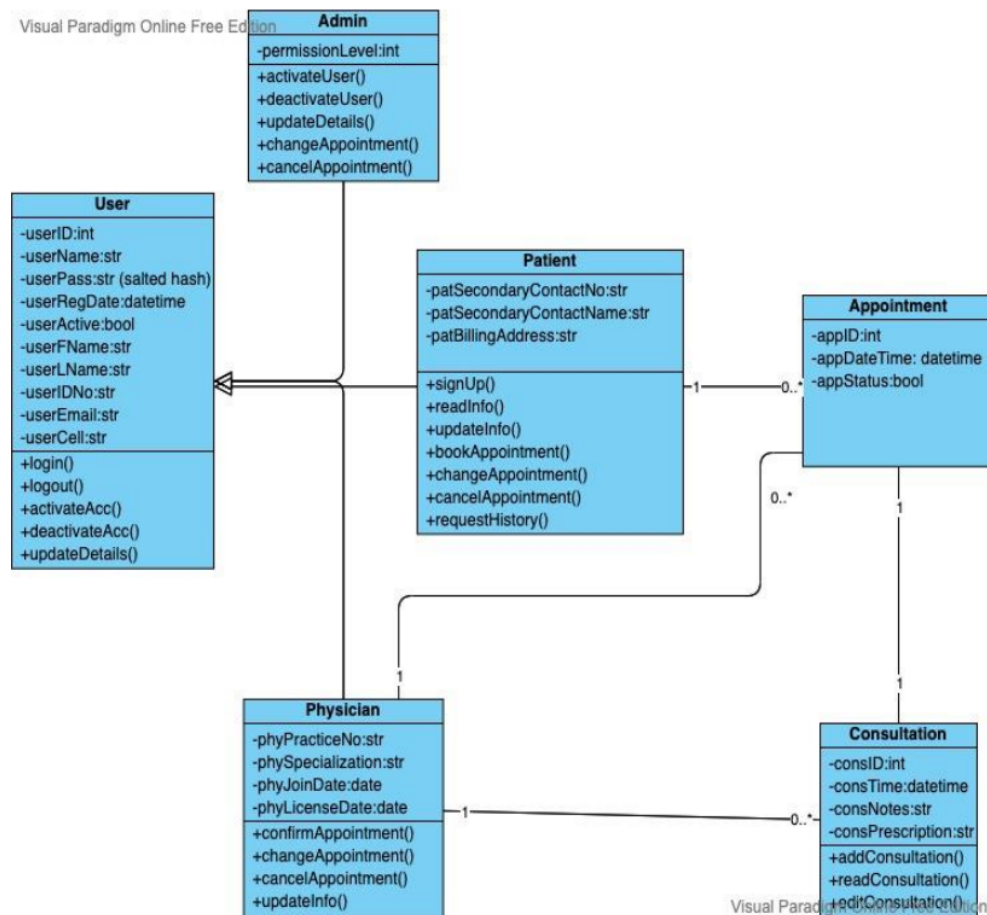 Visual Paradigm Online Free Edition
Admin
-permissionLevel:int
+activateUser()
+deactivateUser()
+updateDetails()
+changeAppointment()
+cancelAppointment()
User
-userID:int
-userName:str
-userPass:str (salted hash)
-userRegDate:datetime
-userActive:bool
-userFName:str
-userLName:str
-userIDNo:str
-userEmail:str
-userCell:str
+login()
+logout()
+activateAcc()
+deactivateAcc()
+updateDetails()
Patient
-patSecondaryContactNo:str
-patSecondaryContactName:str
-patBillingAddress:str
+signUp()
+readInfo()
+updateInfo()
+bookAppointment()
+changeAppointment()
+cancelAppointment()
+requestHistory()
1
0..*
Appointment
-appID:int
-appDateTime: datetime
-appStatus:bool
0..*
1
1
1
Physician
-phyPracticeNo:str
-phySpecialization:str
-phyJoinDate:date
-phyLicenseDate:date
+confirmAppointment()
+changeAppointment()
+cancelAppointment()
+updateInfo()
1
0..*
Consultation
-consID:int
-consTime:datetime
-consNotes:str
-consPrescription:str
+addConsultation()
+readConsultation()
+editConsultation()
Visual Paradigm Online Free Edition